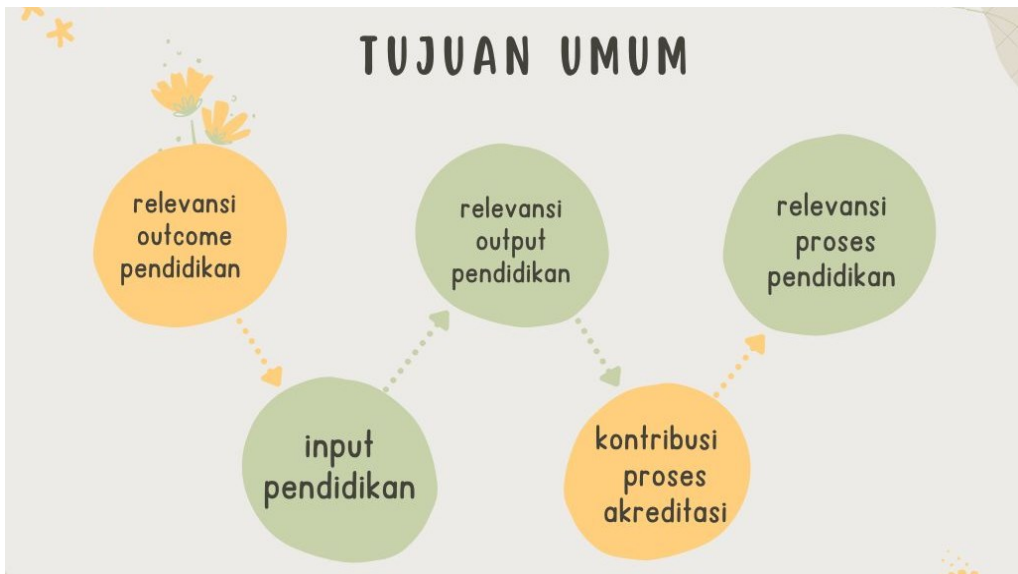 TUJUAN UMUM
relevansi
outcome
pendidikan
input
pendidikan
relevansi
output
pendidikan
kontribusi
proses
akreditasi
relevansi
proses
pendidikan